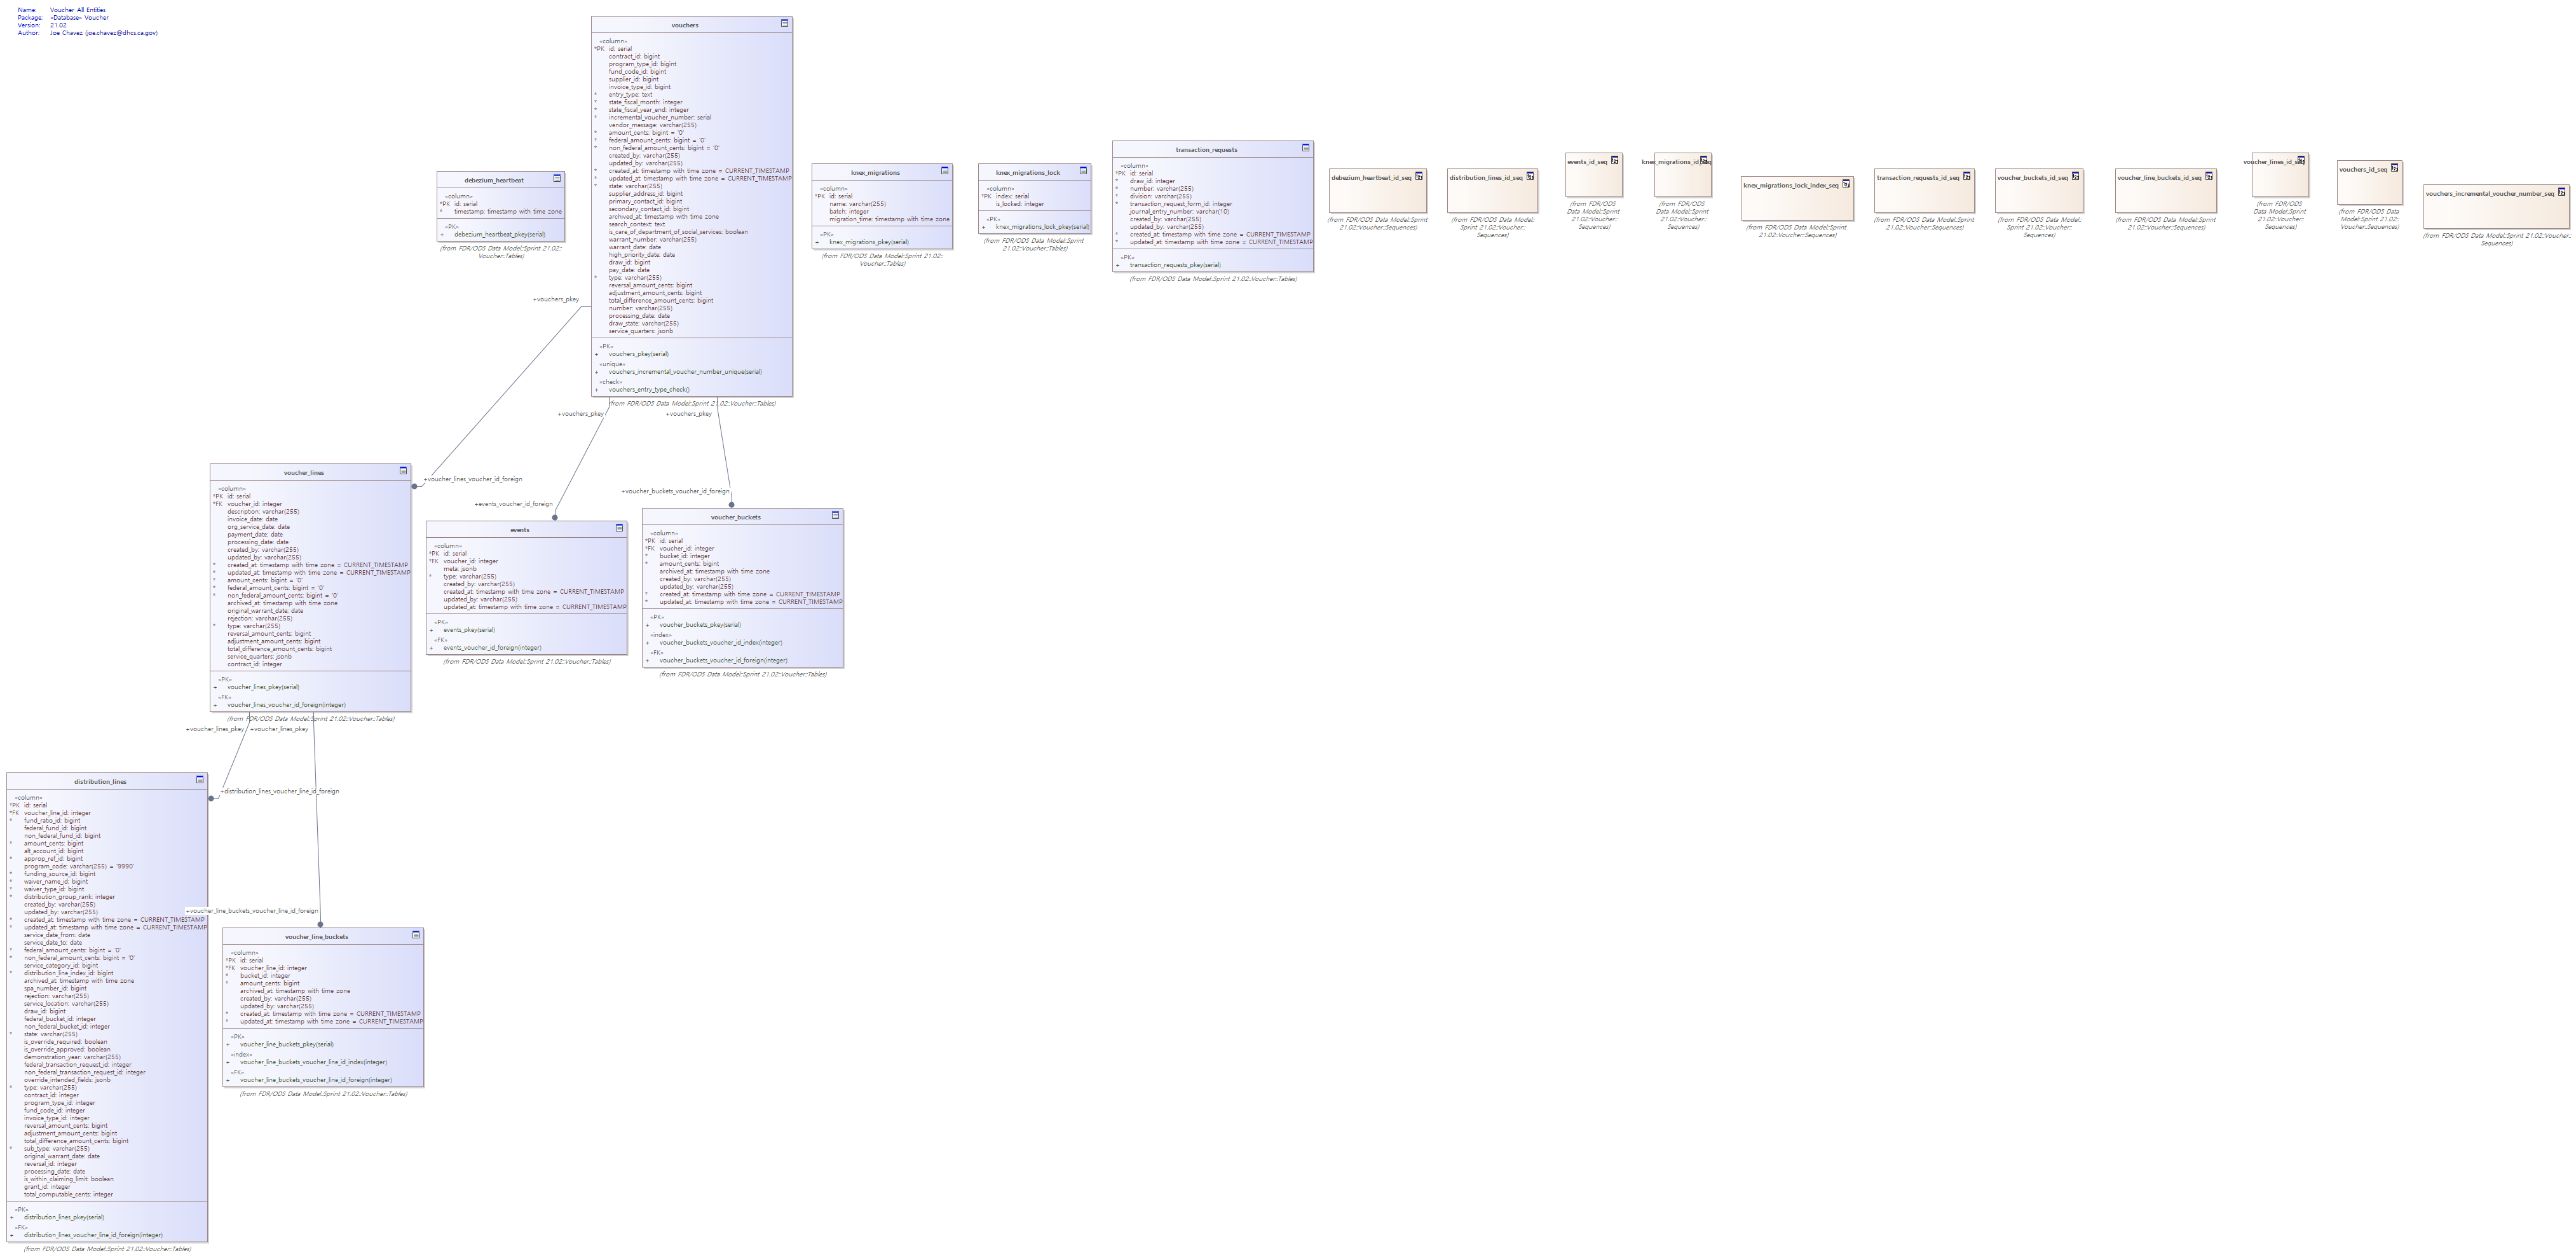 Name: Voucher All Entities
Package: «Database» Voucher
Version: 21.02
Author: Joe Chavez (joe.chavez@dhcs.ca.gov)
vouchers
«column»
*PK id: serial
contract_id: bigint
program_type_id: bigint
fund_code_id: bigint
supplier_id: bigint
invoice_type_id: bigint
* entry_type: text
* state_fiscal_month: integer
* state_fiscal_year_end: integer
* incremental_voucher_number: serial
vendor_message: varchar(255)
* amount_cents: bigint = '0'
* federal_amount_cents: bigint = '0'
* non_federal_amount_cents: bigint = '0'
created_by: varchar(255)
updated_by: varchar(255)
* created_at: timestamp with time zone = CURRENT_TIMESTAMP
* updated_at: timestamp with time zone = CURRENT_TIMESTAMP
* state: varchar(255)
supplier_address_id: bigint
primary_contact_id: bigint
secondary_contact_id: bigint
archived_at: timestamp with time zone
search_context: text
is_care_of_department_of_social_services: boolean
warrant_number: varchar(255)
warrant_date: date
high_priority_date: date
draw_id: bigint
pay_date: date
* type: varchar(255)
reversal_amount_cents: bigint
adjustment_amount_cents: bigint
total_difference_amount_cents: bigint
number: varchar(255)
processing_date: date
draw_state: varchar(255)
service_quarters: jsonb
«PK»
+ vouchers_pkey(serial)
«unique»
+ vouchers_incremental_voucher_number_unique(serial)
«check»
+ vouchers_entry_type_check()
(from FDR/ODS Data Model:Sprint 21.02::Voucher::Tables)
debezium_heartbeat
«column»
*PK id: serial
* timestamp: timestamp with time zone
«PK»
+ debezium_heartbeat_pkey(serial)
(from FDR/ODS Data Model:Sprint 21.02::
Voucher::Tables)
knex_migrations
«column»
*PK id: serial
name: varchar(255)
batch: integer
migration_time: timestamp with time zone
«PK»
+ knex_migrations_pkey(serial)
(from FDR/ODS Data Model:Sprint 21.02::
Voucher::Tables)
knex_migrations_lock
«column»
*PK index: serial
is_locked: integer
«PK»
+ knex_migrations_lock_pkey(serial)
(from FDR/ODS Data Model:Sprint
21.02::Voucher::Tables)
transaction_requests
«column»
*PK id: serial
* draw_id: integer
* number: varchar(255)
* division: varchar(255)
* transaction_request_form_id: integer
journal_entry_number: varchar(10)
created_by: varchar(255)
updated_by: varchar(255)
* created_at: timestamp with time zone = CURRENT_TIMESTAMP
* updated_at: timestamp with time zone = CURRENT_TIMESTAMP
«PK»
+ transaction_requests_pkey(serial)
(from FDR/ODS Data Model:Sprint 21.02::Voucher::Tables)
debezium_heartbeat_id_seq
(from FDR/ODS Data Model:Sprint
21.02::Voucher::Sequences)
distribution_lines_id_seq
(from FDR/ODS Data Model:
Sprint 21.02::Voucher::
Sequences)
events_id_seq
(from FDR/ODS
Data Model:Sprint
21.02::Voucher::
Sequences)
knex_migrations_id_seq
(from FDR/ODS
Data Model:Sprint
21.02::Voucher::
Sequences)
knex_migrations_lock_index_seq
(from FDR/ODS Data Model:Sprint
21.02::Voucher::Sequences)
transaction_requests_id_seq
(from FDR/ODS Data Model:Sprint
21.02::Voucher::Sequences)
voucher_buckets_id_seq
(from FDR/ODS Data Model:
Sprint 21.02::Voucher::
Sequences)
voucher_line_buckets_id_seq
(from FDR/ODS Data Model:Sprint
21.02::Voucher::Sequences)
voucher_lines_id_seq
(from FDR/ODS
Data Model:Sprint
21.02::Voucher::
Sequences)
vouchers_id_seq
(from FDR/ODS Data
Model:Sprint 21.02::
Voucher::Sequences)
vouchers_incremental_voucher_number_seq
(from FDR/ODS Data Model:Sprint 21.02::Voucher::
Sequences)
+vouchers_pkey
+vouchers_pkey
+vouchers_pkey
+voucher_lines_voucher_id_foreign
+events_voucher_id_foreign
+voucher_buckets_voucher_id_foreign
voucher_lines
«column»
*PK id: serial
*FK voucher_id: integer
description: varchar(255)
invoice_date: date
org_service_date: date
payment_date: date
processing_date: date
created_by: varchar(255)
updated_by: varchar(255)
* created_at: timestamp with time zone = CURRENT_TIMESTAMP
* updated_at: timestamp with time zone = CURRENT_TIMESTAMP
* amount_cents: bigint = '0'
* federal_amount_cents: bigint = '0'
* non_federal_amount_cents: bigint = '0'
archived_at: timestamp with time zone
original_warrant_date: date
rejection: varchar(255)
* type: varchar(255)
reversal_amount_cents: bigint
adjustment_amount_cents: bigint
total_difference_amount_cents: bigint
service_quarters: jsonb
contract_id: integer
«PK»
+ voucher_lines_pkey(serial)
«FK»
+ voucher_lines_voucher_id_foreign(integer)
(from FDR/ODS Data Model:Sprint 21.02::Voucher::Tables)
events
«column»
*PK id: serial
*FK voucher_id: integer
meta: jsonb
* type: varchar(255)
created_by: varchar(255)
created_at: timestamp with time zone = CURRENT_TIMESTAMP
updated_by: varchar(255)
updated_at: timestamp with time zone = CURRENT_TIMESTAMP
«PK»
+ events_pkey(serial)
«FK»
+ events_voucher_id_foreign(integer)
(from FDR/ODS Data Model:Sprint 21.02::Voucher::Tables)
voucher_buckets
«column»
*PK id: serial
*FK voucher_id: integer
* bucket_id: integer
* amount_cents: bigint
archived_at: timestamp with time zone
created_by: varchar(255)
updated_by: varchar(255)
* created_at: timestamp with time zone = CURRENT_TIMESTAMP
* updated_at: timestamp with time zone = CURRENT_TIMESTAMP
«PK»
+ voucher_buckets_pkey(serial)
«index»
+ voucher_buckets_voucher_id_index(integer)
«FK»
+ voucher_buckets_voucher_id_foreign(integer)
(from FDR/ODS Data Model:Sprint 21.02::Voucher::Tables)
+voucher_lines_pkey +voucher_lines_pkey
+distribution_lines_voucher_line_id_foreign
+voucher_line_buckets_voucher_line_id_foreign
distribution_lines
«column»
*PK id: serial
*FK voucher_line_id: integer
* fund_ratio_id: bigint
federal_fund_id: bigint
non_federal_fund_id: bigint
* amount_cents: bigint
alt_account_id: bigint
* approp_ref_id: bigint
program_code: varchar(255) = '9990'
* funding_source_id: bigint
* waiver_name_id: bigint
* waiver_type_id: bigint
* distribution_group_rank: integer
created_by: varchar(255)
updated_by: varchar(255)
* created_at: timestamp with time zone = CURRENT_TIMESTAMP
* updated_at: timestamp with time zone = CURRENT_TIMESTAMP
service_date_from: date
service_date_to: date
* federal_amount_cents: bigint = '0'
* non_federal_amount_cents: bigint = '0'
service_category_id: bigint
* distribution_line_index_id: bigint
archived_at: timestamp with time zone
spa_number_id: bigint
rejection: varchar(255)
service_location: varchar(255)
draw_id: bigint
federal_bucket_id: integer
non_federal_bucket_id: integer
* state: varchar(255)
is_override_required: boolean
is_override_approved: boolean
demonstration_year: varchar(255)
federal_transaction_request_id: integer
non_federal_transaction_request_id: integer
override_intended_fields: jsonb
* type: varchar(255)
contract_id: integer
program_type_id: integer
fund_code_id: integer
invoice_type_id: integer
reversal_amount_cents: bigint
adjustment_amount_cents: bigint
total_difference_amount_cents: bigint
* sub_type: varchar(255)
original_warrant_date: date
reversal_id: integer
processing_date: date
is_within_claiming_limit: boolean
grant_id: integer
total_computable_cents: integer
«PK»
+ distribution_lines_pkey(serial)
«FK»
+ distribution_lines_voucher_line_id_foreign(integer)
(from FDR/ODS Data Model:Sprint 21.02::Voucher::Tables)
voucher_line_buckets
«column»
*PK id: serial
*FK voucher_line_id: integer
* bucket_id: integer
* amount_cents: bigint
archived_at: timestamp with time zone
created_by: varchar(255)
updated_by: varchar(255)
* created_at: timestamp with time zone = CURRENT_TIMESTAMP
* updated_at: timestamp with time zone = CURRENT_TIMESTAMP
«PK»
+ voucher_line_buckets_pkey(serial)
«index»
+ voucher_line_buckets_voucher_line_id_index(integer)
«FK»
+ voucher_line_buckets_voucher_line_id_foreign(integer)
(from FDR/ODS Data Model:Sprint 21.02::Voucher::Tables)